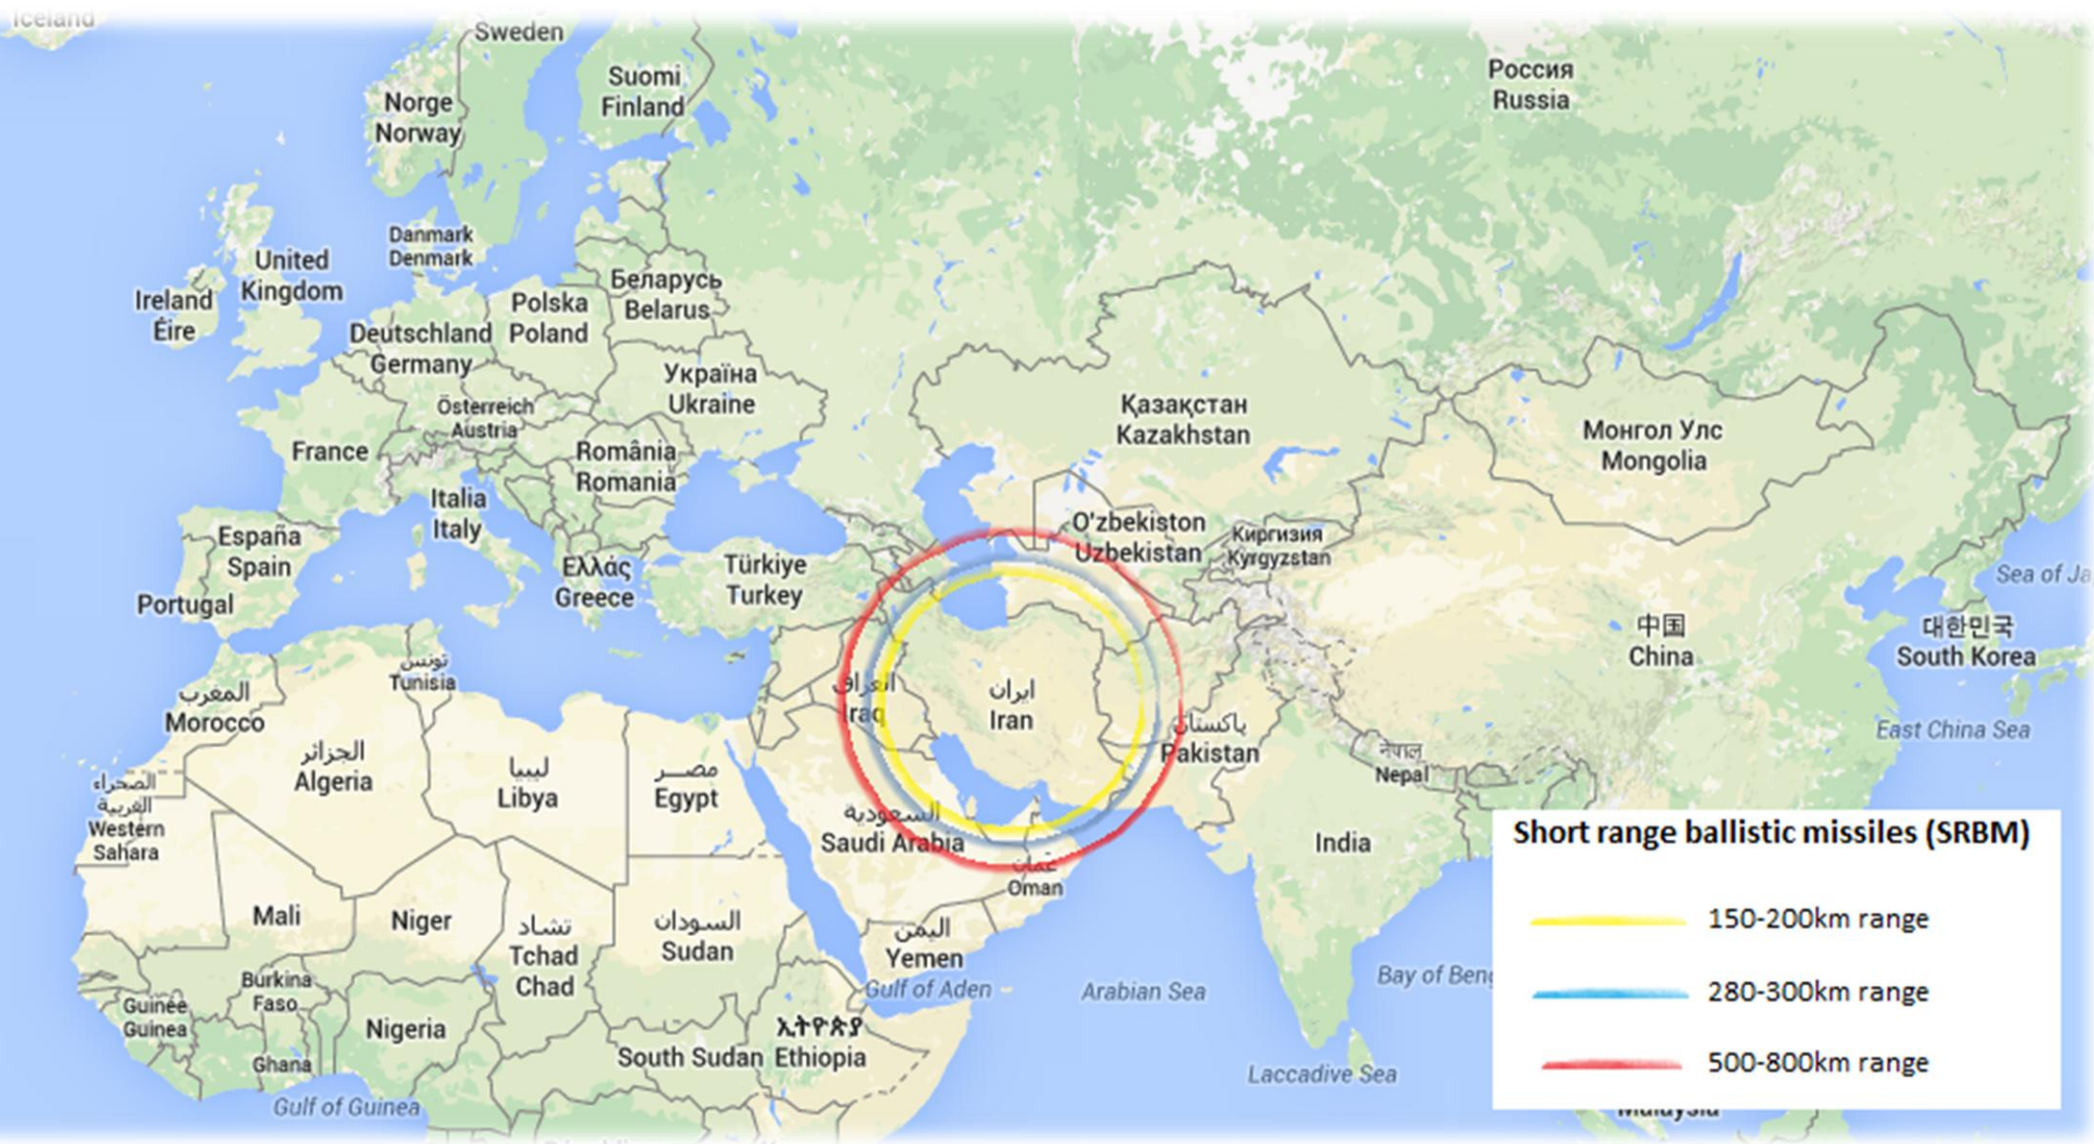 Iceland
Sweden
Suomi
Finland
Norge
Norway
Россия
Russia
Danmark
Denmark
United
Kingdom
Ireland
Éire
Беларусь
Belarus
Polska
Poland
Deutschland
Germany
Україна
Ukraine
Österreich
Austria
France
România
Romania
Қазақстан
Kazakhstan
Монгол Улс
Mongolia
Italia
Italy
España
Spain
Portugal
Ελλάς
Greece
Türkiye
Turkey
O'zbekiston
Uzbekistan
Киргизия
Kyrgyzstan
Sea of Ja
中国
China
대한민국
South Korea
تونس
Tunisia
المغرب
Morocco
العراق
Iraq
ایران
Iran
پاکستان
Pakistan
नेपाल
Nepal
East China Sea
الجزائر
Algeria
ليبيا
Libya
مصر
Egypt
الصحراء
الغربية
Western
Sahara
السعودية
Saudi Arabia
عمان
Oman
India
Mali
Niger
تشاد
Tchad
Chad
السودان
Sudan
اليمن
Yemen
Gulf of Aden
Arabian Sea
Bay of Beng
Burkina
Faso
Guinée
Guinea
Nigeria
Ghana
South Sudan
ኢትዮጵያ
Ethiopia
Gulf of Guinea
Laccadive Sea
Malaysia
Short range ballistic missiles (SRBM)
150-200km range
280-300km range
500-800km range